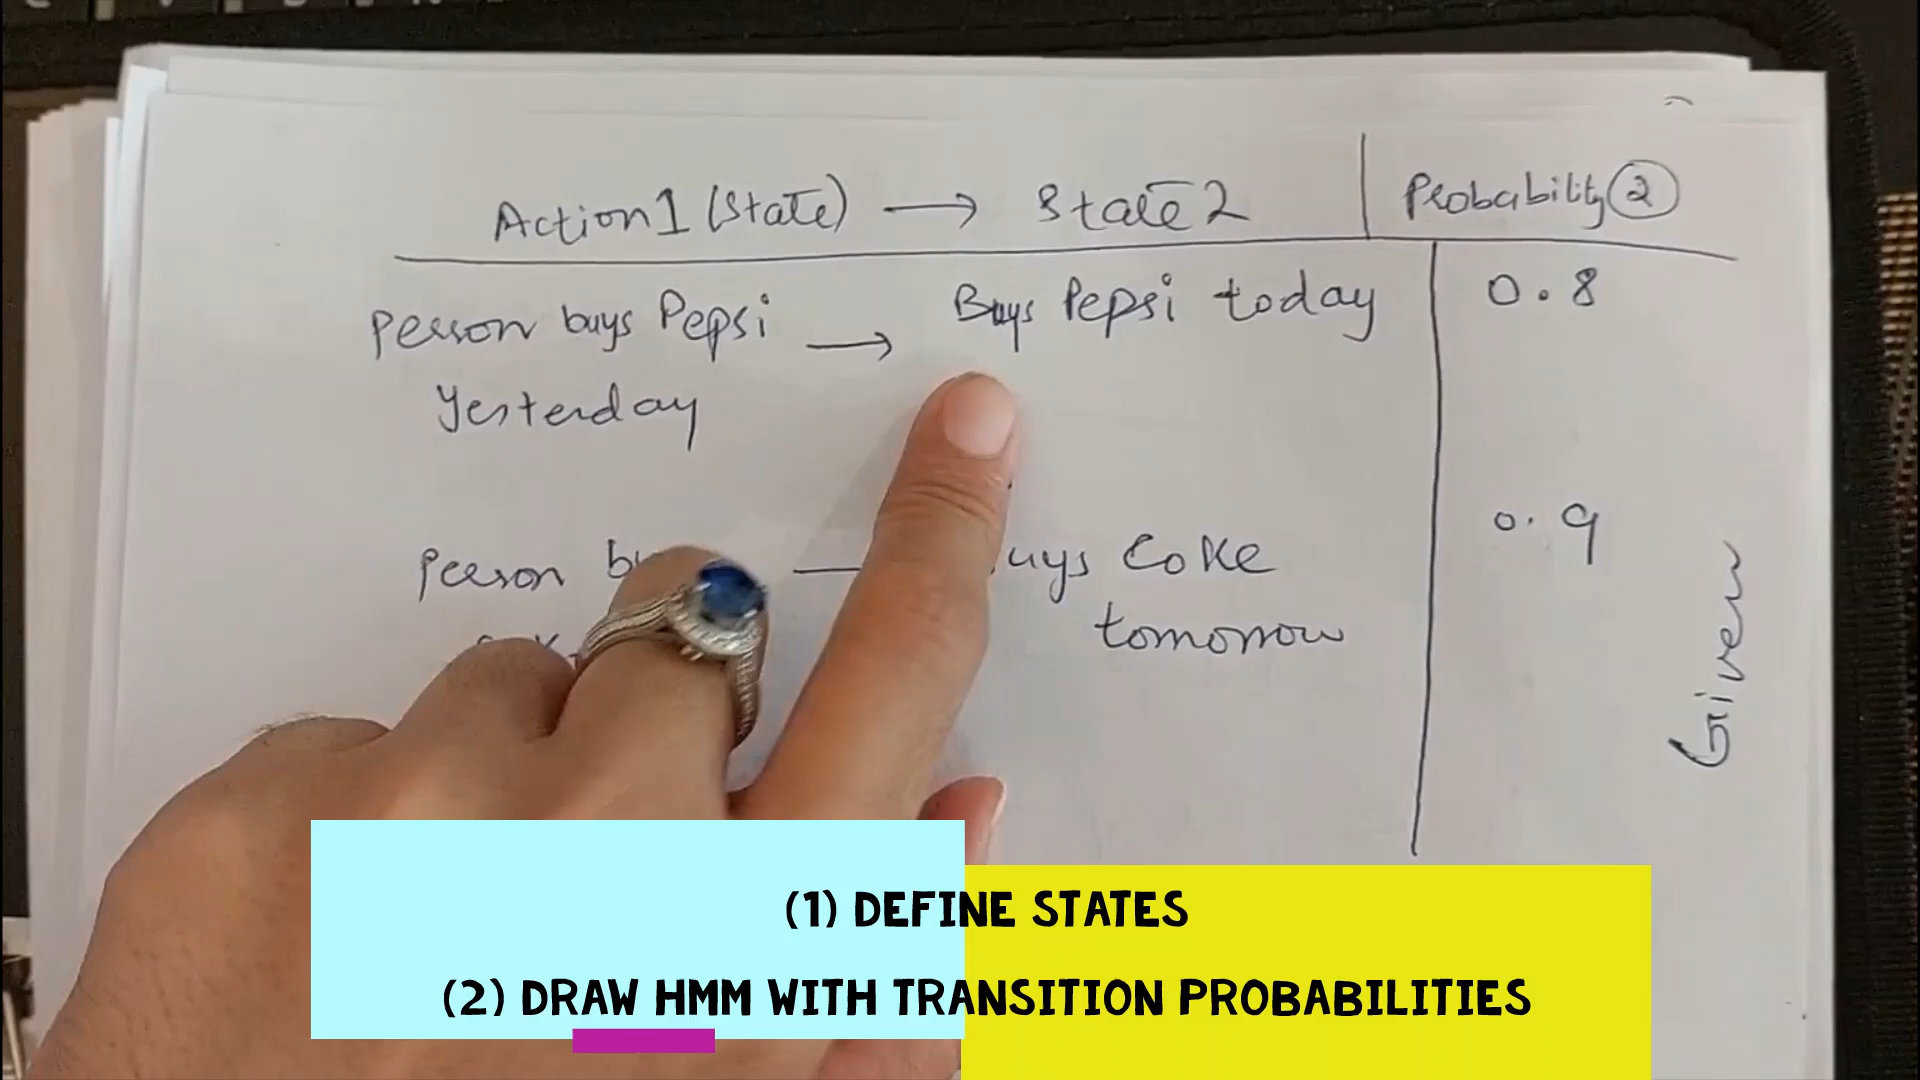 Action1 (State) → State 2 Probability ②
Person buys Pepsi → Buys Pepsi today 0.8
Yesterday
0.9
Person → Coke
tomorrow
Given
(1) DEFINE STATES
(2) DRAW HMM WITH TRANSITION PROBABILITIES